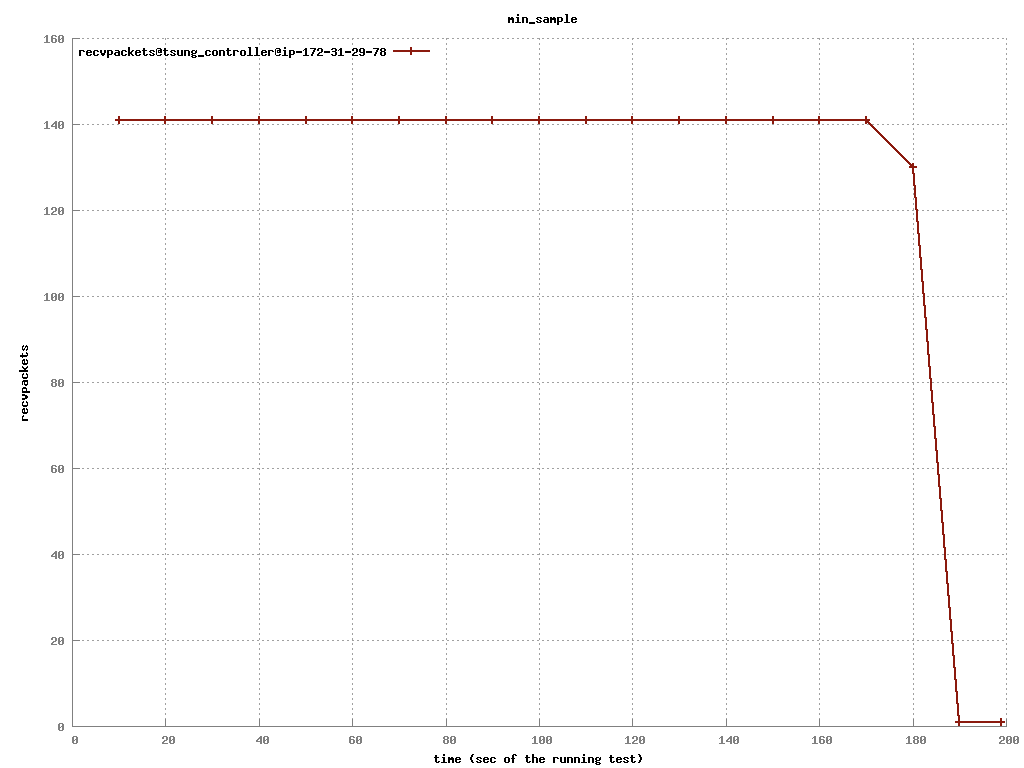 min_sample
recvpackets@tsung_controller@ip-172-31-29-78
160
140
120
100
80
60
40
20
0
recvpackets
0 20 40 60 80 100 120 140 160 180 200
time (sec of the running test)